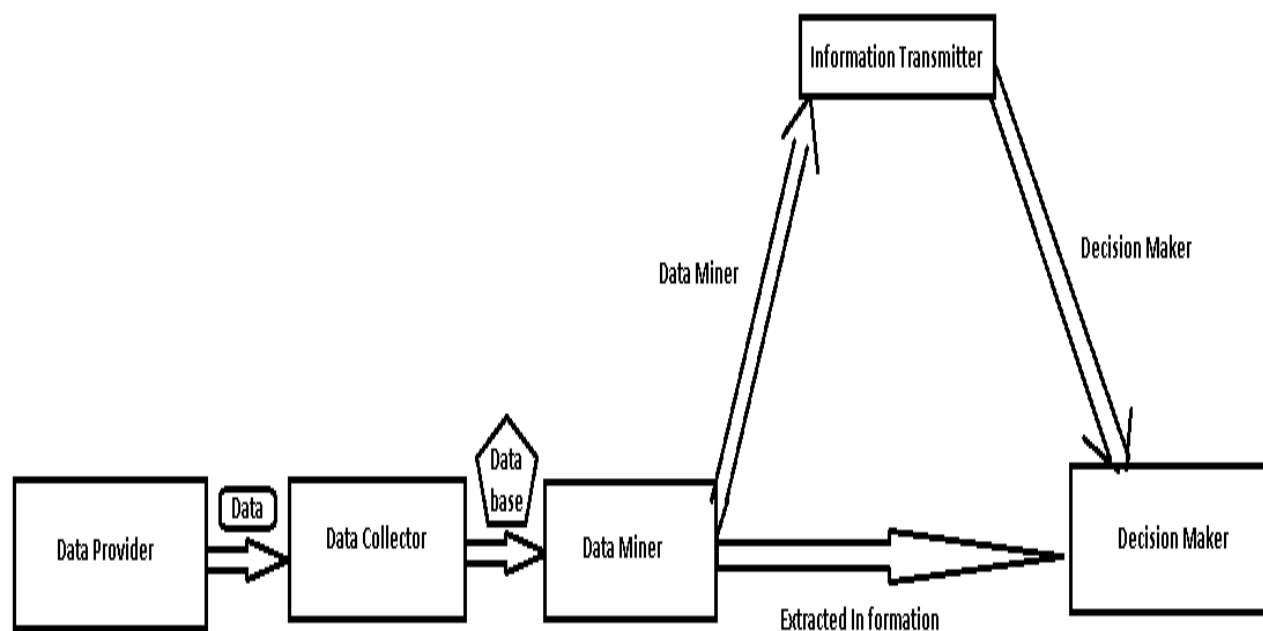 Information Transmitter
Data Miner
Decision Maker
Data
base
Data
Data Provider
Data Collector
Data Miner
Decision Maker
Extracted In formation